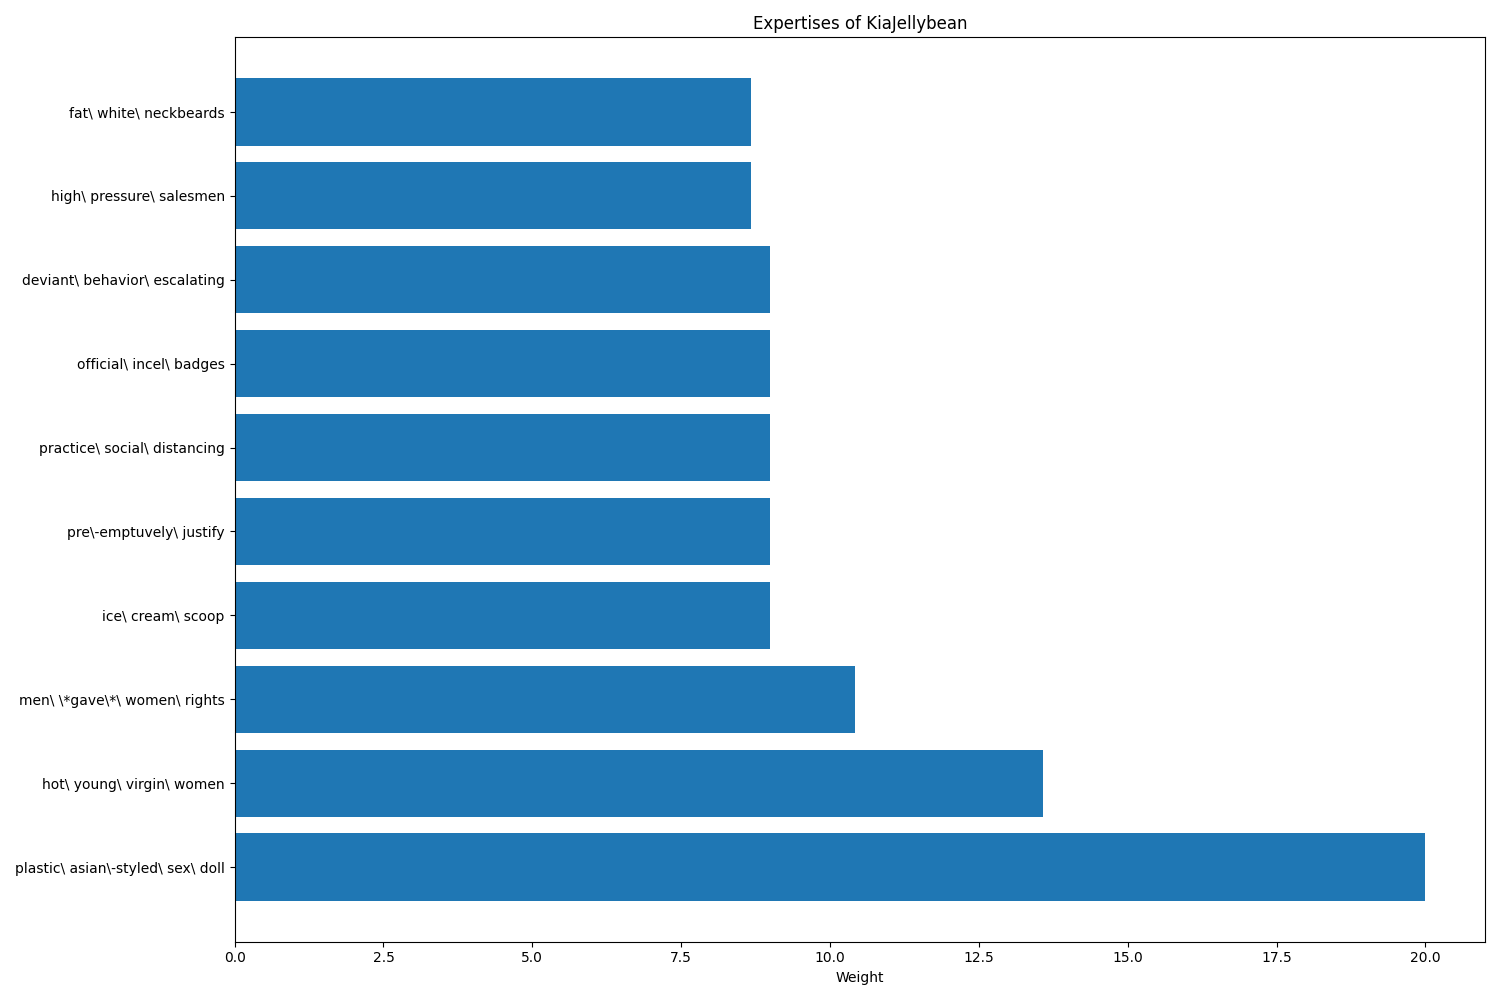 Expertises of KiaJellybean
fat\ white\ neckbeards
high\ pressure\ salesmen
deviant\ behavior\ escalating
official\ incel\ badges
practice\ social\ distancing
pre\-emptuvely\ justify
ice\ cream\ scoop
men\ \*gave\*\ women\ rights
hot\ young\ virgin\ women
plastic\ asian\-styled\ sex\ doll
0.0 2.5 5.0 7.5 10.0 12.5 15.0 17.5 20.0
Weight